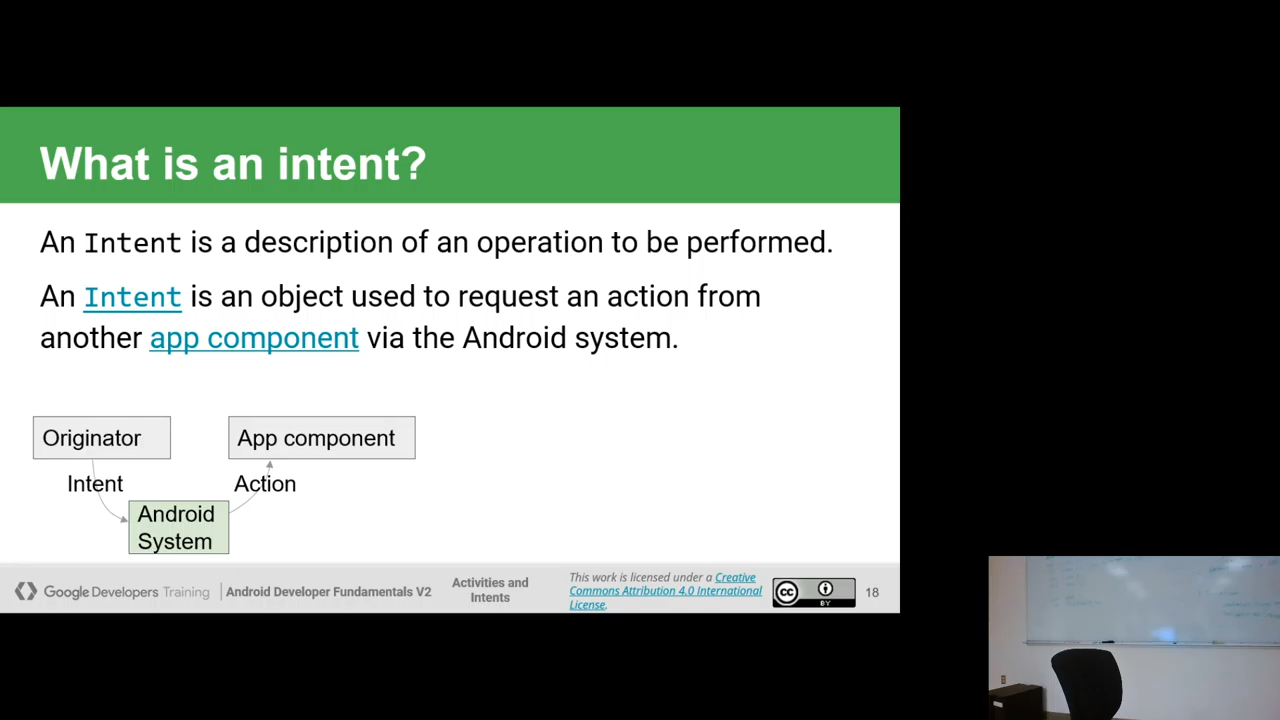 What is an intent?
An Intent is a description of an operation to be performed.
An Intent is an object used to request an action from
another app component via the Android system.
Originator
App component
Intent
Action
Android
System
Google Developers Training
Android Developer Fundamentals V2
Activities and
Intents
This work is licensed under a Creative
Commons Attribution 4.0 International
License.
cc
BY
18